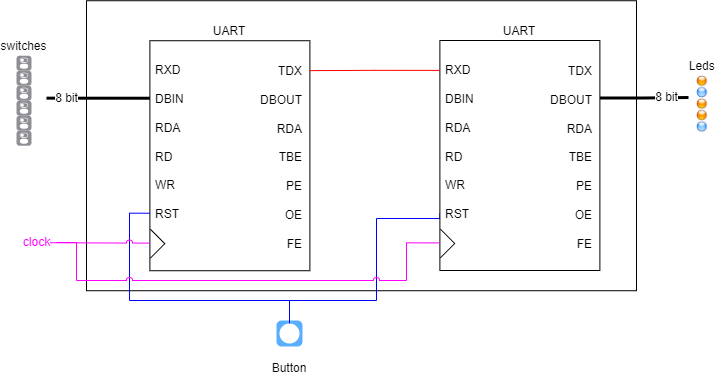 UART
UART
switches
RXD
TDX
RXD
TDX
Leds
8 bit
DBIN
DBOUT
DBIN
DBOUT
8 bit
RDA
RDA
RDA
RDA
RD
TBE
RD
TBE
WR
PE
WR
PE
RST
OE
RST
OE
clock
FE
FE
Button